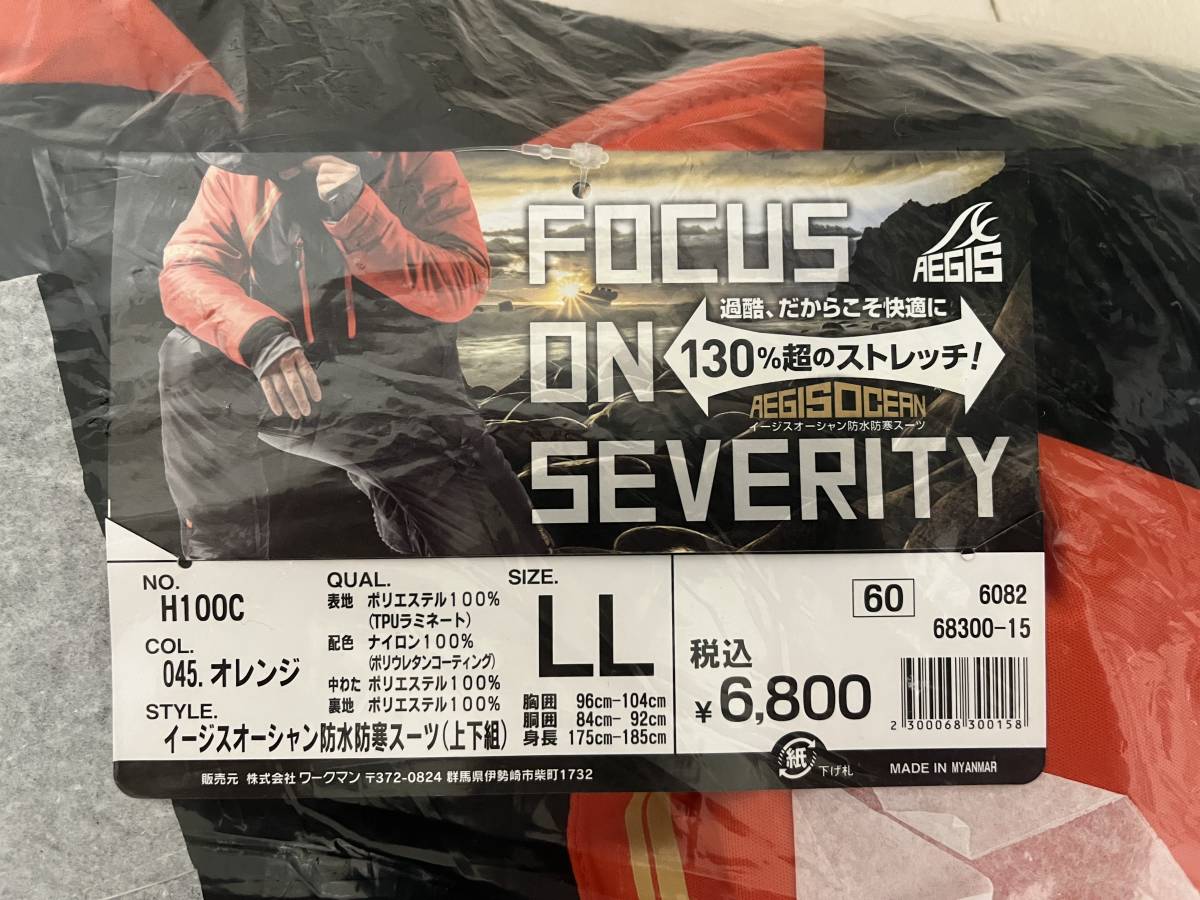 FOCUS
ON
SEVERITY
AEGIS
過酷、だからこそ快適に
130%超のストレッチ!
AEGISOCEAN
イージスオーシャン防水防寒スーツ
NO.
H100C
COL.
045. オレンジ
QUAL.
表地 ポリエステル100%
(TPUラミネート)
配色 ナイロン100%
(ポリウレタンコーティング)
中わた ポリエステル100%
裏地 ポリエステル100%
SIZE.
LL
胸囲 96cm-104cm
胴囲 84cm- 92cm
身長 175cm-185cm
STYLE.
イージスオーシャン防水防寒スーツ(上下組)
60
6082
68300-15
税込
¥6,800
2 300068 300158
販売元 株式会社 ワークマン 〒372-0824 群馬県伊勢崎市柴町1732
紙
下げ札
MADE IN MYANMAR